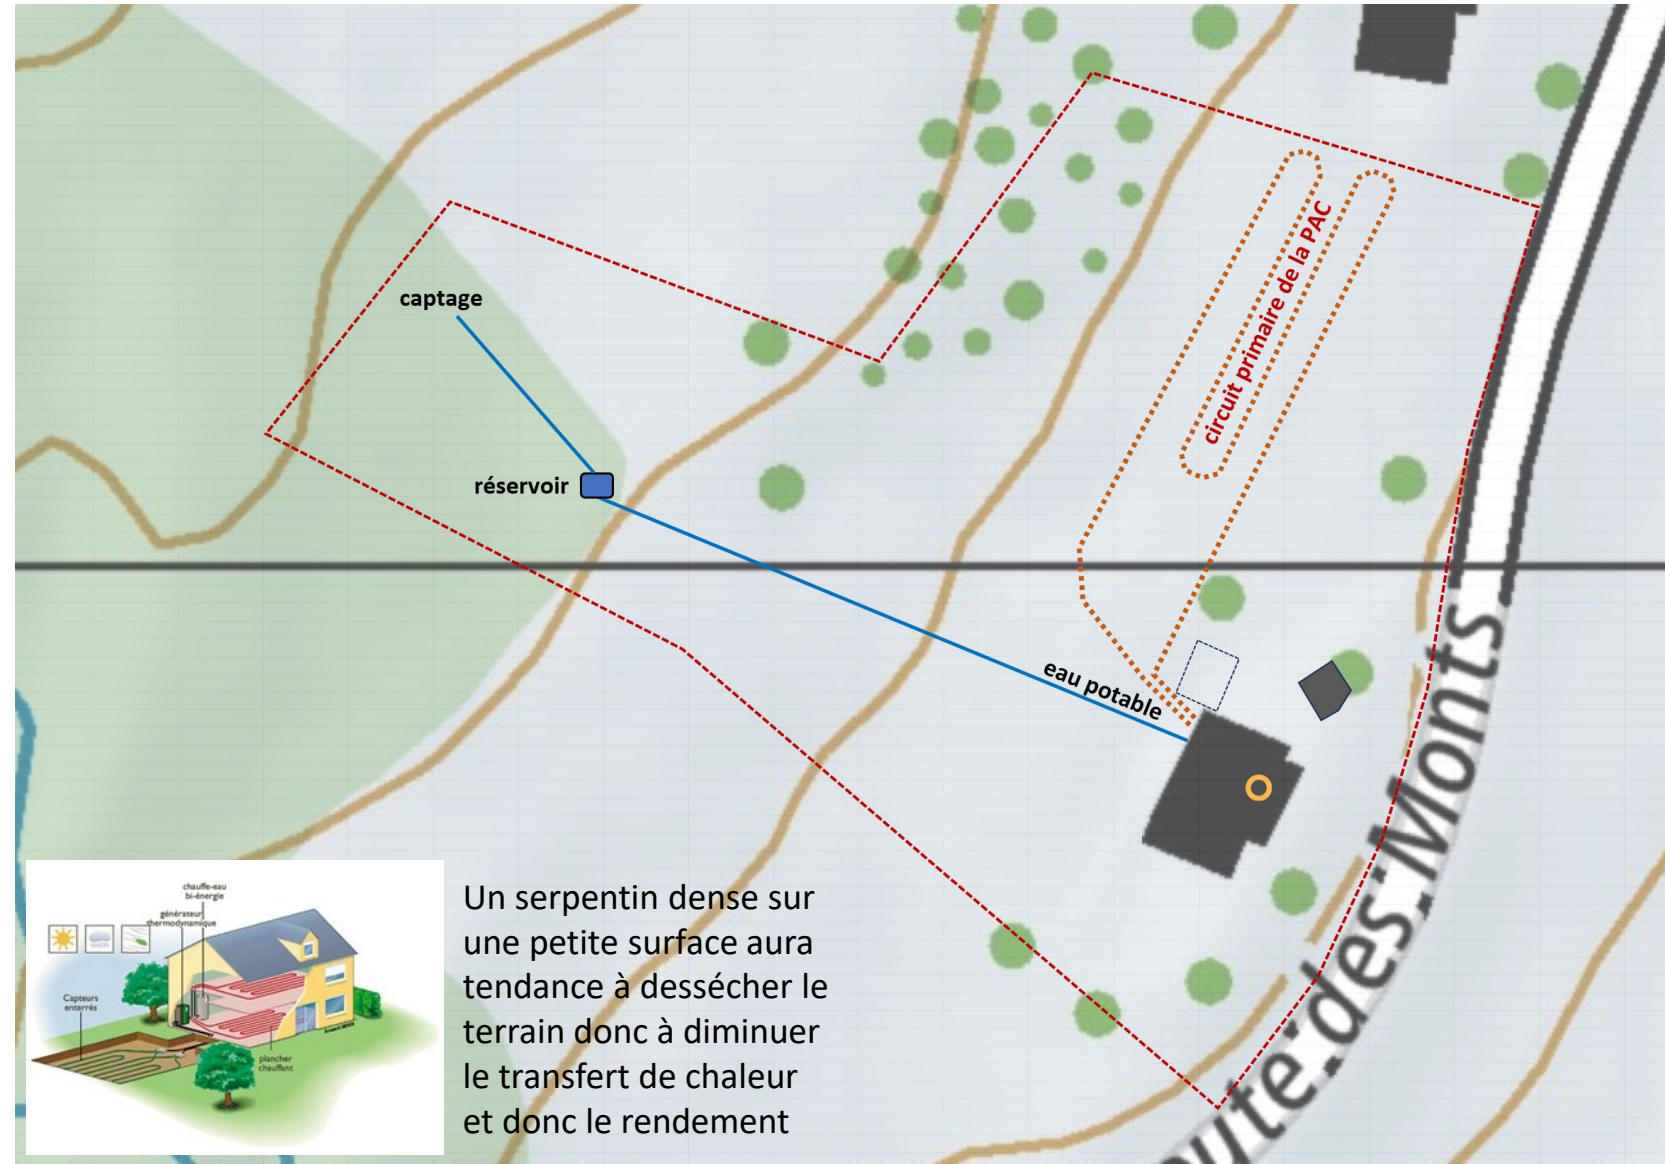 captage
réservoir
circuit primaire de la PAC
eau potable
oute des Monts
chauffe-eau
bi-énergie
générateur
thermodynamique
Capteurs
enterrés
plancher
chauffant
Un serpentin dense sur
une petite surface aura
tendance à dessécher le
terrain donc à diminuer
le transfert de chaleur
et donc le rendement